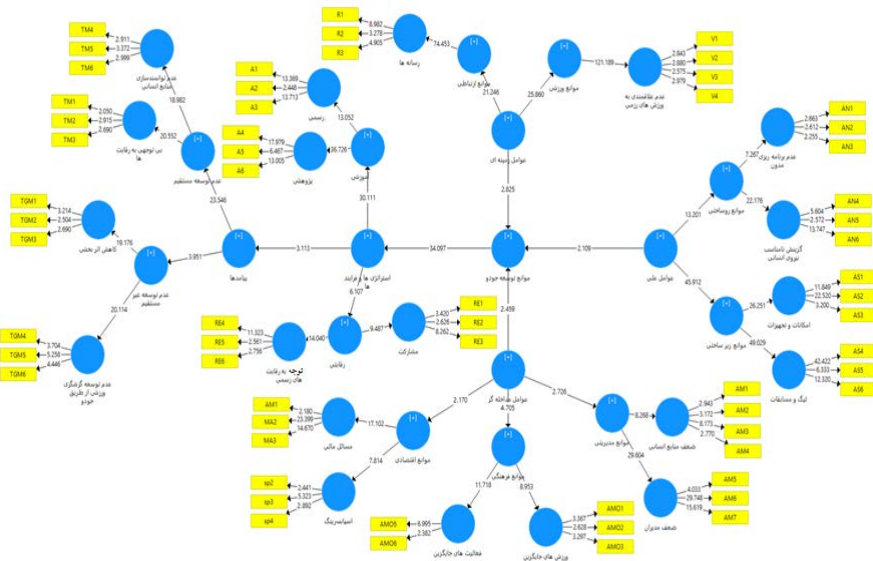 R1
8.982
R2
3.278
R3
4.905
رسانه ها
74.453
موانع ارتباطی
21.246
موانع ورزشی
25.860
121.189
عدم علاقمندی به
ورزش های رزمی
V1
2.843
V2
2.880
V3
2.575
V4
2.979
عوامل زمینه ای
2.825
TM4
2.911
TM5
3.372
TM6
2.999
عدم توانمندسازی
منابع انسانی
18.982
TM1
2.050
TM2
2.915
TM3
2.690
بی توجهی به رقابت
ها
20.552
عدم توسعه مستقیم
23.546
A1
13.369
A2
2.448
A3
13.713
رسمی
13.052
A4
17.979
A5
6.467
A6
13.005
پژوهشی
36.726
آموزشی
30.111
AN1
2.663
AN2
2.612
AN3
2.255
عدم برنامه ریزی
مدون
7.267
AN4
5.604
AN5
2.572
AN6
13.747
گزینش نامناسب
نیروی انسانی
22.176
موانع روساختی
13.201
TGM1
3.214
TGM2
2.504
TGM3
2.690
کاهش اثر بخشی
19.176
عدم توسعه غیر
مستقیم
3.951
20.114
پیامدها
3.113
استراتژی ها و فرایند
ها
34.097
موانع توسعه جودو
2.109
عوامل علی
45.912
TGM4
3.704
TGM5
5.258
TGM6
4.446
عدم توسعه گردشگری
ورزش از طریق
جودو
6.107
RE4
11.323
RE5
2.561
RE6
2.756
توجه به رقابت
های رسمی
14.040
رقابتی
9.487
مشارکت
RE1
3.420
RE2
2.626
RE3
8.262
2.459
AS1
11.849
AS2
22.520
AS3
3.200
امکانات و تجهیزات
26.251
موانع زیر ساختی
49.029
AS4
42.422
AS5
6.333
AS6
12.320
لیگ و مسابقات
عوامل مداخله گر
2.170
4.705
2.726
AM1
2.180
MA2
23.399
MA3
14.670
مسائل مالی
17.102
موانع اقتصادی
7.814
sp2
2.441
sp3
5.323
sp4
2.892
اسپانسرینگ
موانع فرهنگی
11.718
8.953
AMO5
6.995
AMO6
2.362
فعالیت های جایگزین
ورزش های جایگزین
AMO1
3.367
AMO2
2.628
AMO3
3.297
موانع مدیریتی
8.268
ضعف منابع انسانی
AM1
2.943
AM2
3.172
AM3
8.173
AM4
2.770
29.604
ضعف مدیران
AM5
4.033
AM6
29.748
AM7
15.619